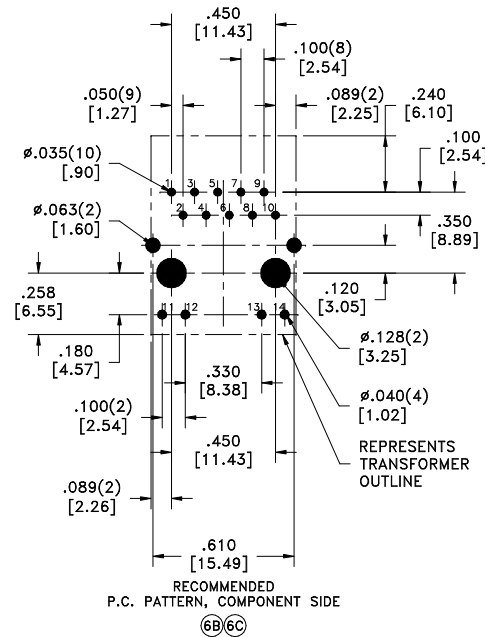 .450
[11.43]
.100(8)
[2.54]
.050(9)
[1.27]
.089(2)
[2.25]
.240
[6.10]
.100
[2.54]
ø.035(10)
[.90]
1 3 5 7 9
2 4 6 8 10
ø.063(2)
[1.60]
.350
[8.89]
.258
[6.55]
.120
[3.05]
11 12 13 14
.180
[4.57]
ø.128(2)
[3.25]
.330
[8.38]
ø.040(4)
[1.02]
.100(2)
[2.54]
.450
[11.43]
REPRESENTS
TRANSFORMER
OUTLINE
.089(2)
[2.26]
.610
[15.49]
RECOMMENDED
P.C. PATTERN, COMPONENT SIDE
6B 6C